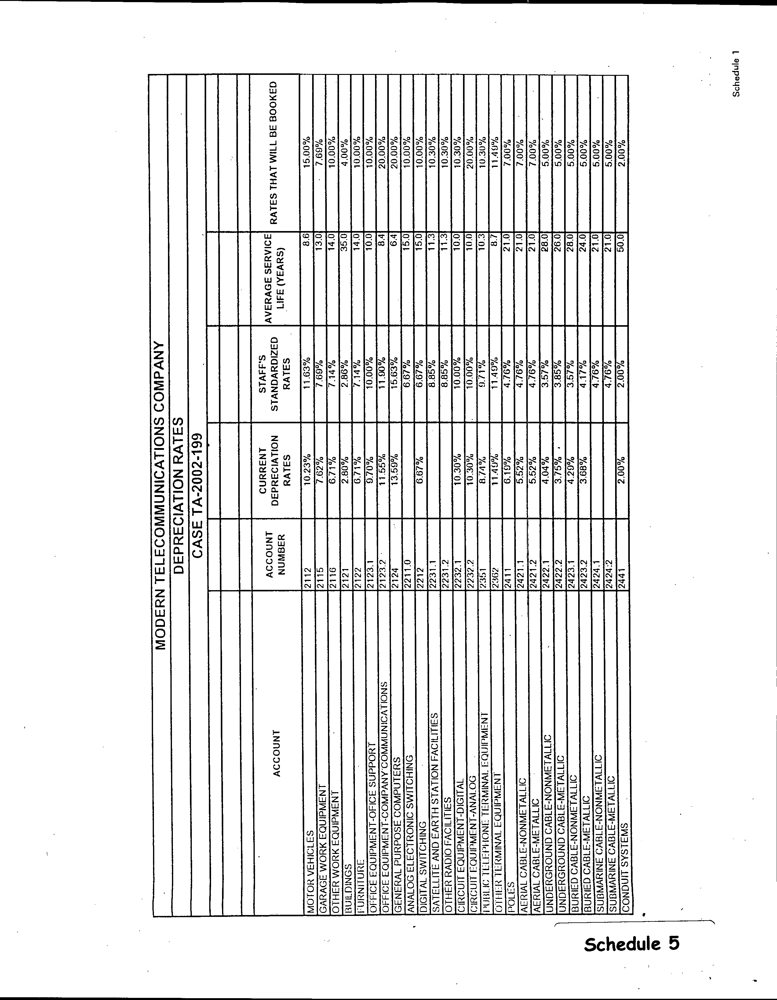 MODERN TELECOMMUNICATIONS COMPANY
DEPRECIATION RATES
CASE TA-2002-199
ACCOUNT ACCOUNT NUMBER CURRENT DEPRECIATION RATES STAFF'S STANDARDIZED RATES AVERAGE SERVICE LIFE (YEARS) RATES THAT WILL BE BOOKED
MOTOR VEHICLES 2112 10.23% 11.63% 8.6 15.00%
GARAGE WORK EQUIPMENT 2115 7.62% 7.69% 13.0 7.69%
OTHER WORK EQUIPMENT 2116 6.71% 7.14% 14.0 10.00%
BUILDINGS 2121 2.80% 2.86% 35.0 4.00%
FURNITURE 2122 6.71% 7.14% 14.0 10.00%
OFFICE EQUIPMENT-OFICE SUPPORT 2123.1 9.70% 10.00% 10.0 10.00%
OFFICE EQUIPMENT-COMPANY COMMUNICATIONS 2123.2 11.55% 11.90% 8.4 20.00%
GENERAL PURPOSE COMPUTERS 2124 13.59% 15.63% 6.4 20.00%
ANALOG ELECTRONIC SWITCHING 2211.0 6.67% 15.0 10.00%
DIGITAL SWITCHING 2212 6.67% 6.67% 15.0 10.00%
SATELLITE AND EARTH STATION FACILITIES 2231.1 8.85% 11.3 10.30%
OTHER RADIO FACILITIES 2231.2 8.85% 11.3 10.30%
CIRCUIT EQUIPMENT-DIGITAL 2232.1 10.30% 10.00% 10.0 10.30%
CIRCUIT EQUIPMENT-ANALOG 2232.2 10.30% 10.00% 10.0 20.00%
PUBLIC TELEPHONE TERMINAL EQUIPMENT 2351 8.74% 9.71% 10.3 10.30%
OTHER TERMINAL EQUIPMENT 2362 11.49% 11.49% 8.7 11.49%
POLES 2411 6.19% 4.76% 21.0 7.00%
AERIAL CABLE-NONMETALLIC 2421.1 5.52% 4.76% 21.0 7.00%
AERIAL CABLE-METALLIC 2421.2 5.52% 4.76% 21.0 7.00%
UNDERGROUND CABLE-NONMETALLIC 2422.1 4.04% 3.57% 28.0 5.00%
UNDERGROUND CABLE-METALLIC 2422.2 3.75% 3.85% 26.0 5.00%
BURIED CABLE-NONMETALLIC 2423.1 4.29% 3.57% 28.0 5.00%
BURIED CABLE-METALLIC 2423.2 3.68% 4.17% 24.0 5.00%
SUBMARINE CABLE-NONMETALLIC 2424.1 4.76% 21.0 5.00%
SUBMARINE CABLE-METALLIC 2424.2 4.76% 21.0 5.00%
CONDUIT SYSTEMS 2441 2.00% 2.00% 50.0 2.00%
Schedule 1
Schedule 5